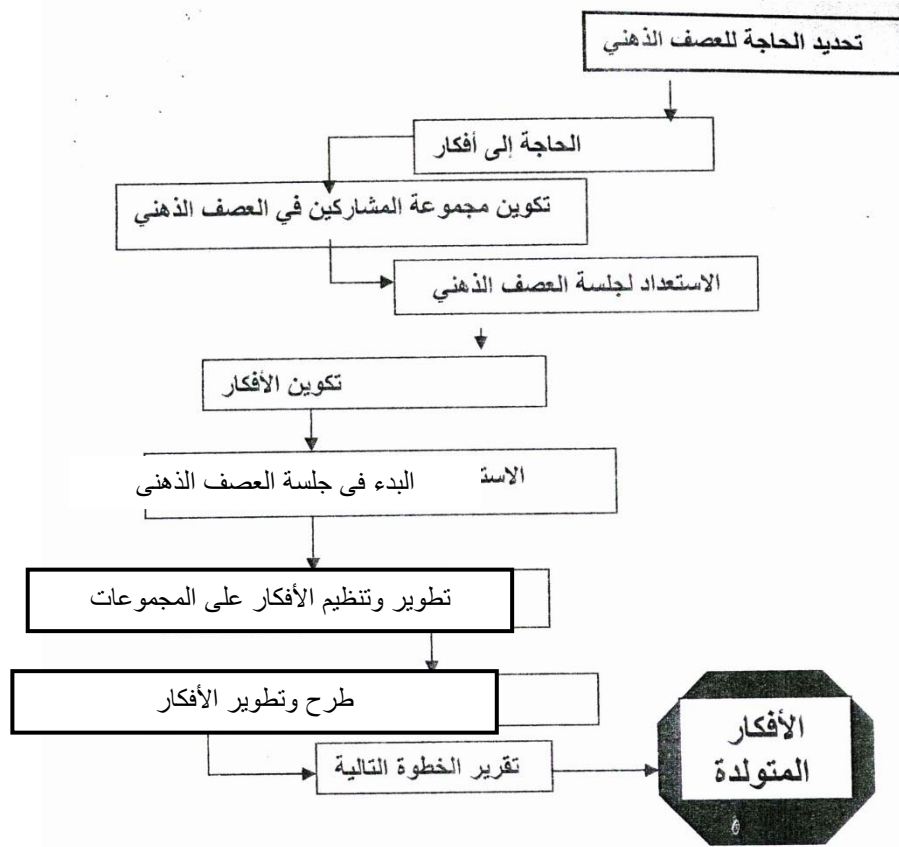 تحديد الحاجة للعصف الذهني
الحاجة إلى أفكار
تكوين مجموعة المشاركين في العصف الذهني
الاستعداد لجلسة العصف الذهني
تكوين الأفكار
البدء فى جلسة العصف الذهنى
تطوير وتنظيم الأفكار على المجموعات
طرح وتطوير الأفكار
تقرير الخطوة التالية
الأفكار
المتولدة